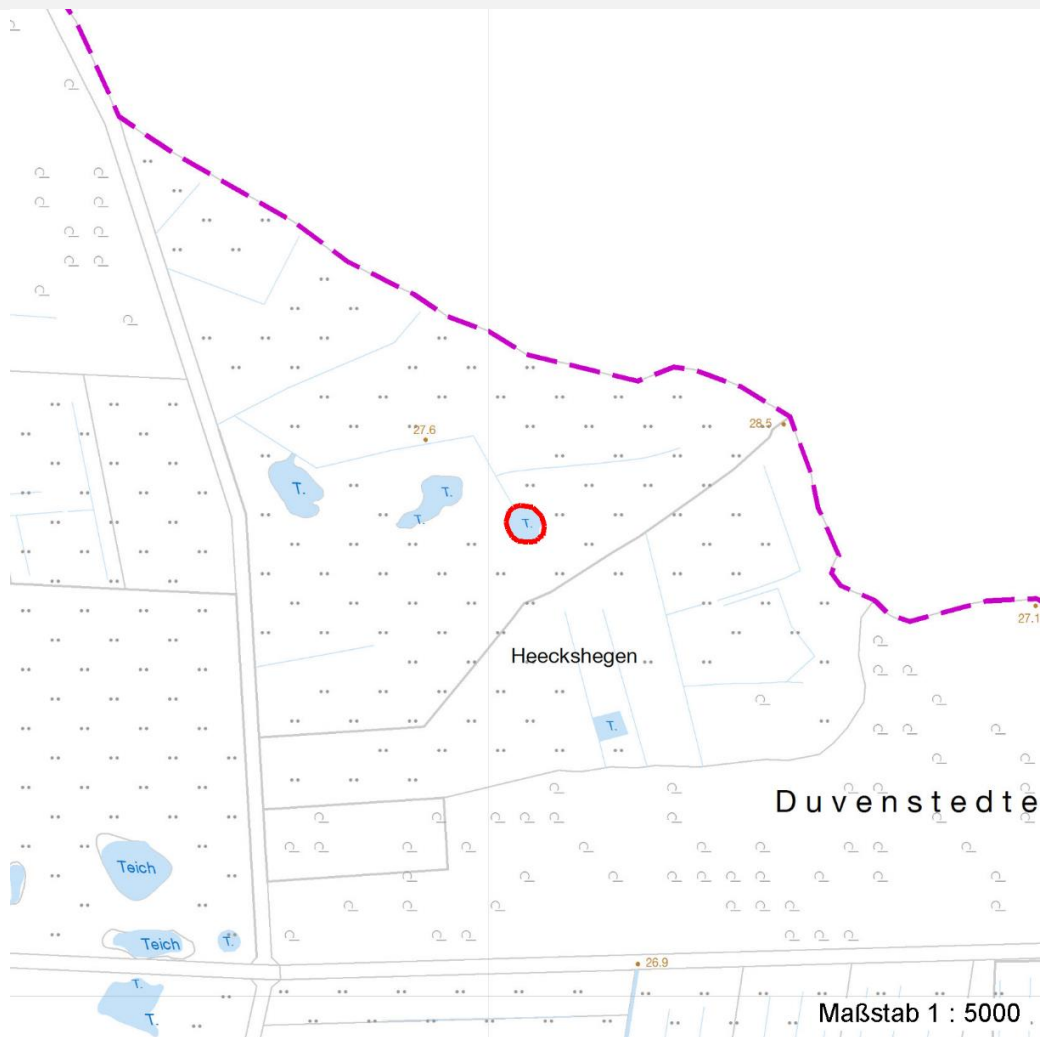 27.6
28.5
T.
T.
T.
T.
27.1
Heeckshegen
T.
Duvenstedte
Teich
Teich
T.
26.9
T.
T.
Maßstab 1 : 5000